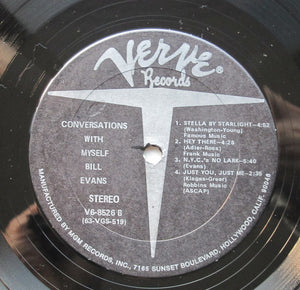 Verve®
Records
CONVERSATIONS
WITH
MYSELF
BILL
EVANS
STEREO
V6-8526 B
(63-VGS-519)
1. STELLA BY STARLIGHT—4:52
(Washington-Young)
Famous Music
2. HEY THERE—4:28
(Adler-Ross)
Frank Music
3. N.Y.C.'s NO LARK—5:40
(Evans)
4. JUST YOU, JUST ME—2:36
(Klages-Greer)
Robbins Music
(ASCAP)
MANUFACTURED BY MGM RECORDS, INC., 7165 SUNSET BOULEVARD, HOLLYWOOD, CALIF. 90046